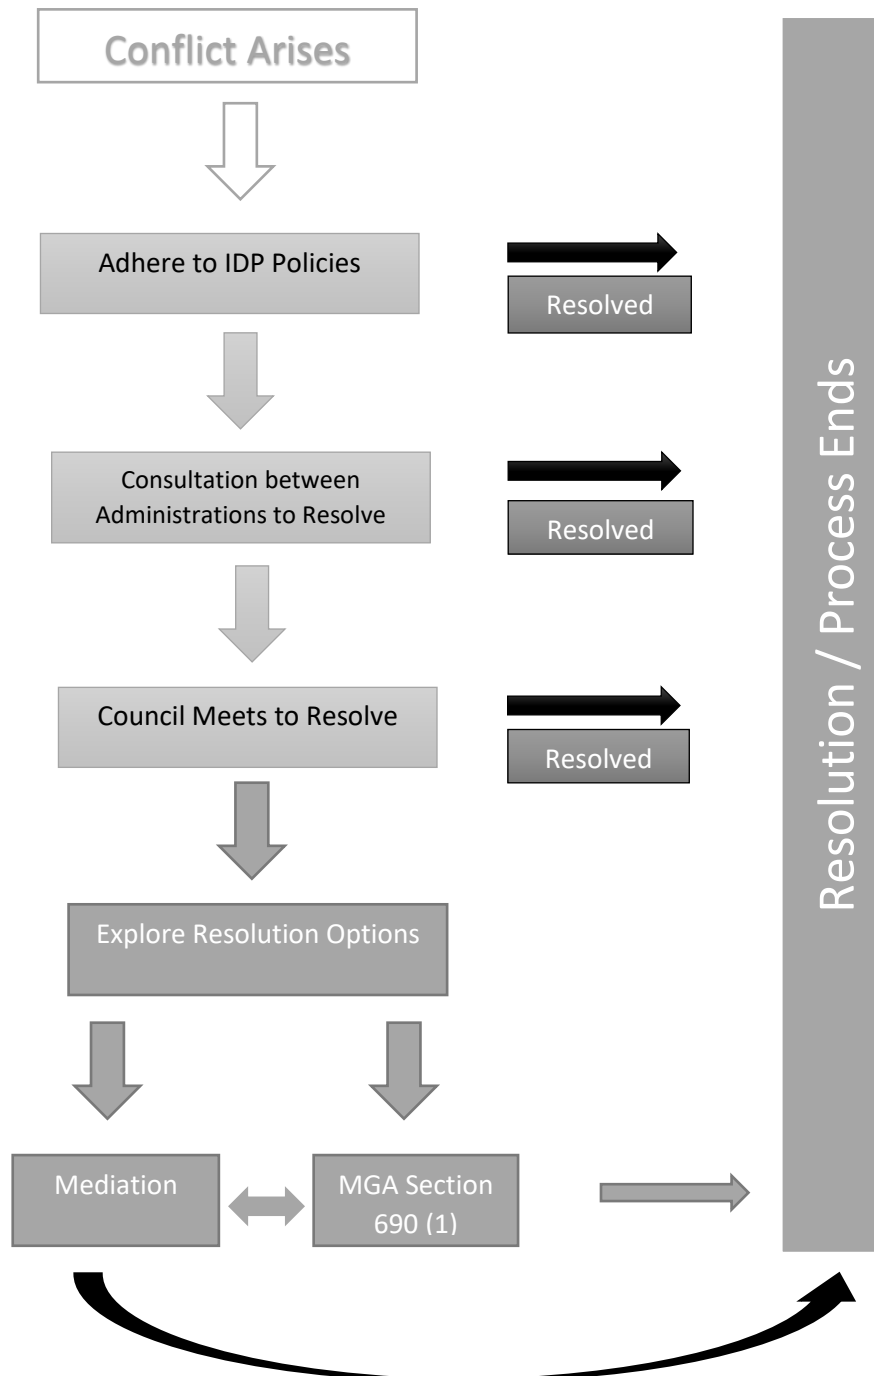 Conflict Arises
Adhere to IDP Policies
Resolved
Consultation between
Administrations to Resolve
Resolved
Council Meets to Resolve
Resolved
Explore Resolution Options
Mediation
MGA Section
690 (1)
Resolution / Process Ends